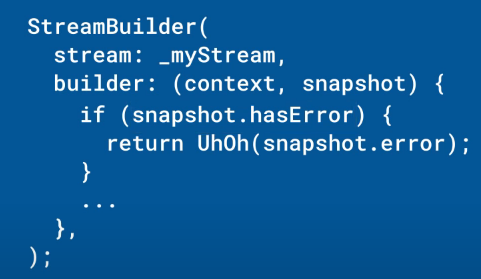 StreamBuilder(
  stream: _myStream,
  builder: (context, snapshot) {
    if (snapshot.hasError) {
      return UhOh(snapshot.error);
    }
    ...
  },
);